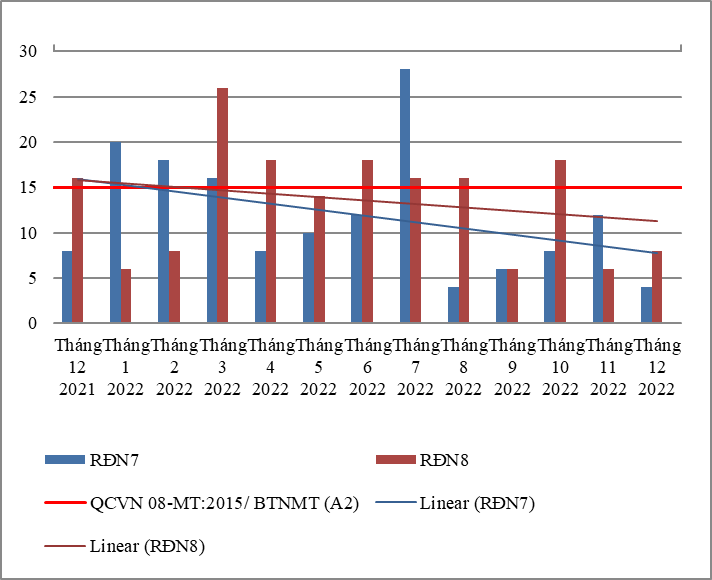 30
25
20
15
10
5
0
Tháng Tháng Tháng Tháng Tháng Tháng Tháng Tháng Tháng Tháng Tháng Tháng Tháng
12 1 2 3 4 5 6 7 8 9 10 11 12
2021 2022 2022 2022 2022 2022 2022 2022 2022 2022 2022 2022 2022
RĐN7 RĐN8
QCVN 08-MT:2015/ BTNMT (A2) Linear (RĐN7)
Linear (RĐN8)